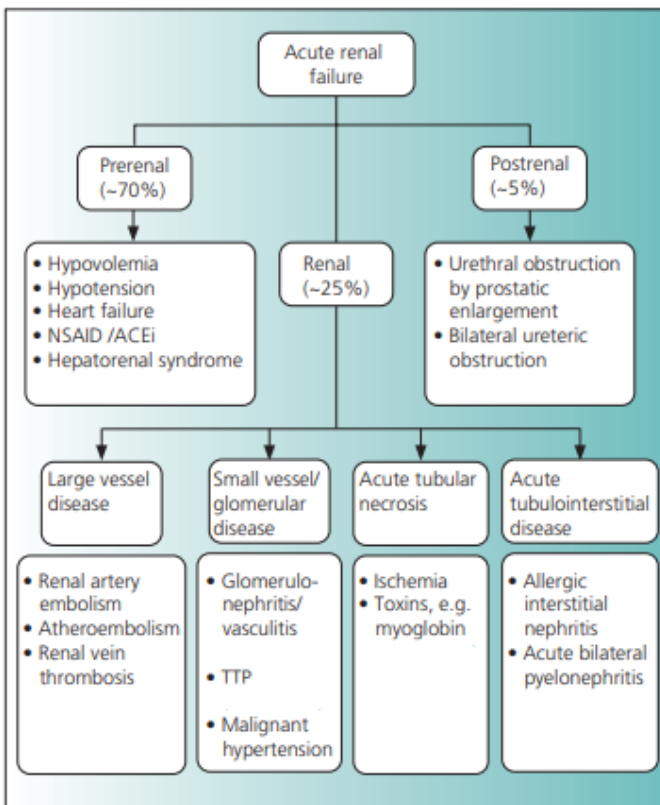 Acute renal
failure
Prerenal
(~70%)
Postrenal
(~5%)
• Hypovolemia
• Hypotension
• Heart failure
• NSAID /ACEi
• Hepatorenal syndrome
Renal
(~25%)
• Urethral obstruction
by prostatic
enlargement
• Bilateral ureteric
obstruction
Large vessel
disease
Small vessel/
glomerular
disease
Acute tubular
necrosis
Acute
tubulointerstitial
disease
• Renal artery
embolism
• Atheroembolism
• Renal vein
thrombosis
• Glomerulo-
nephritis/
vasculitis
• TTP
• Malignant
hypertension
• Ischemia
• Toxins, e.g.
myoglobin
• Allergic
interstitial
nephritis
• Acute bilateral
pyelonephritis